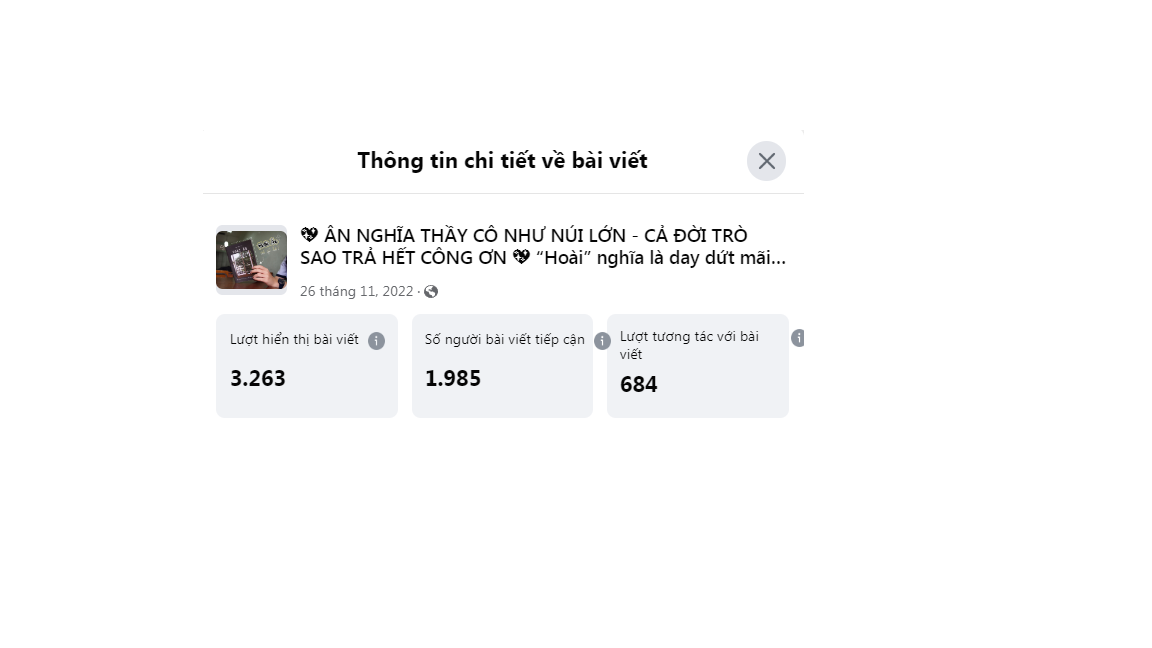 Thông tin chi tiết về bài viết
💖 ÂN NGHĨA THẦY CÔ NHƯ NÚI LỚN - CẢ ĐỜI TRÒ
SAO TRẢ HẾT CÔNG ƠN 💖 “Hoài” nghĩa là day dứt mãi...
26 tháng 11, 2022 ·
Lượt hiển thị bài viết
3.263
Số người bài viết tiếp cận
1.985
Lượt tương tác với bài
viết
684